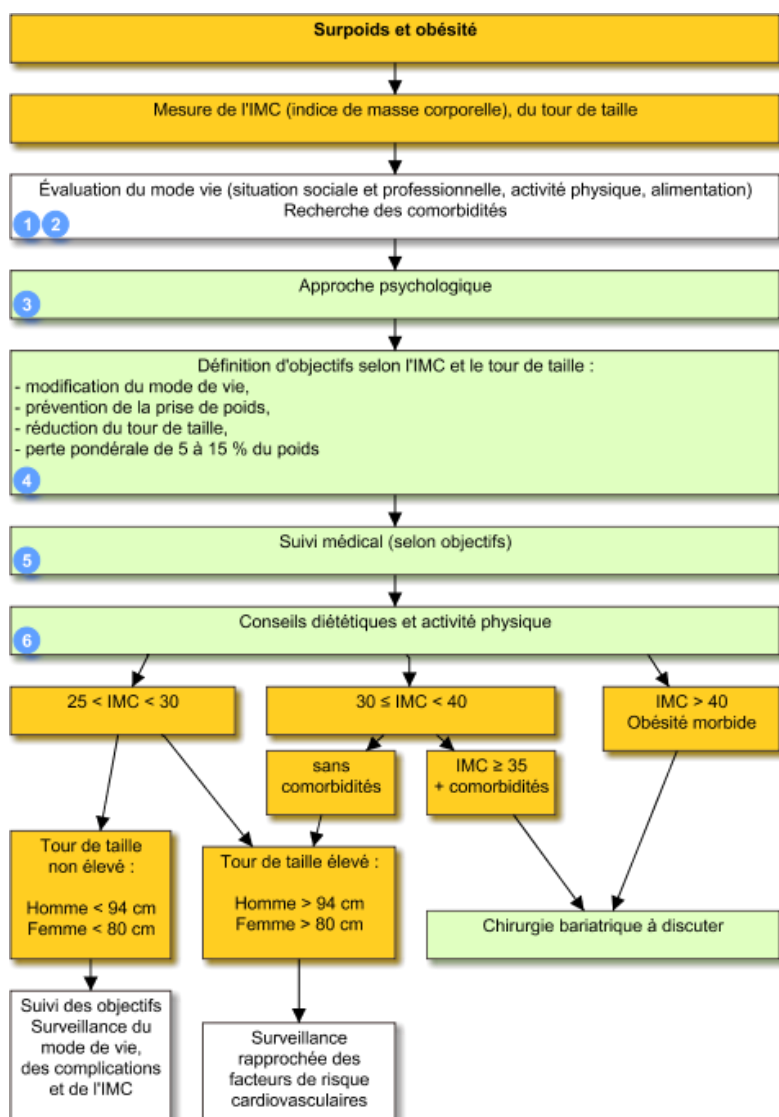 Surpoids et obésité
Mesure de l'IMC (indice de masse corporelle), du tour de taille
Évaluation du mode vie (situation sociale et professionnelle, activité physique, alimentation)
Recherche des comorbidités
1 2
Approche psychologique
3
Définition d'objectifs selon l'IMC et le tour de taille :
- modification du mode de vie,
- prévention de la prise de poids,
- réduction du tour de taille,
- perte pondérale de 5 à 15 % du poids
4
Suivi médical (selon objectifs)
5
Conseils diététiques et activité physique
6
25 < IMC < 30
30 ≤ IMC < 40
IMC > 40
Obésité morbide
sans
comorbidités
IMC ≥ 35
+ comorbidités
Tour de taille
non élevé :
Homme < 94 cm
Femme < 80 cm
Tour de taille élevé :
Homme > 94 cm
Femme > 80 cm
Chirurgie bariatrique à discuter
Suivi des objectifs
Surveillance du
mode de vie,
des complications
et de l'IMC
Surveillance
rapprochée des
facteurs de risque
cardiovasculaires